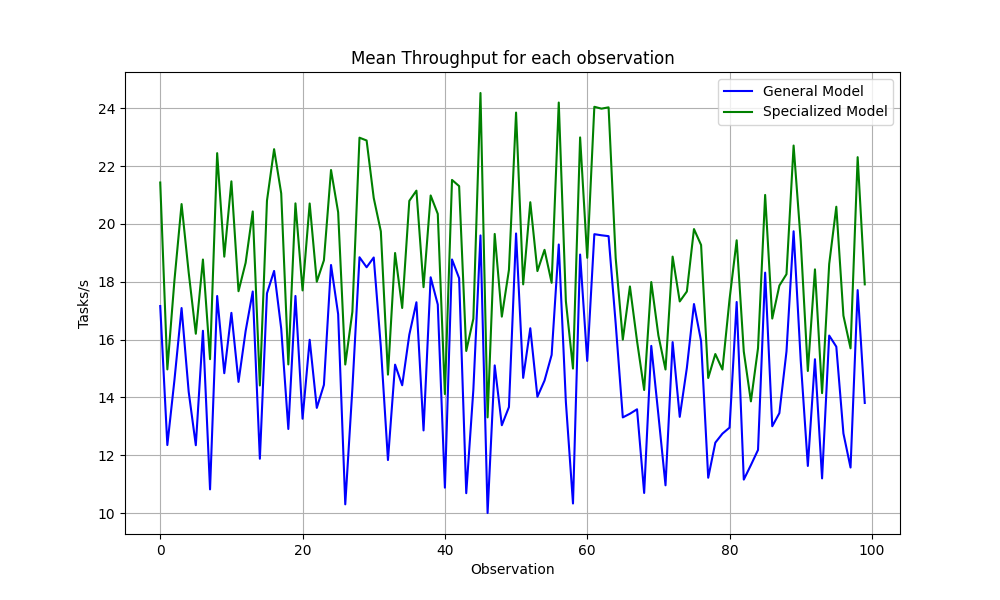 Mean Throughput for each observation
General Model
Specialized Model
Tasks/s
24
22
20
18
16
14
12
10
0 20 40 60 80 100
Observation